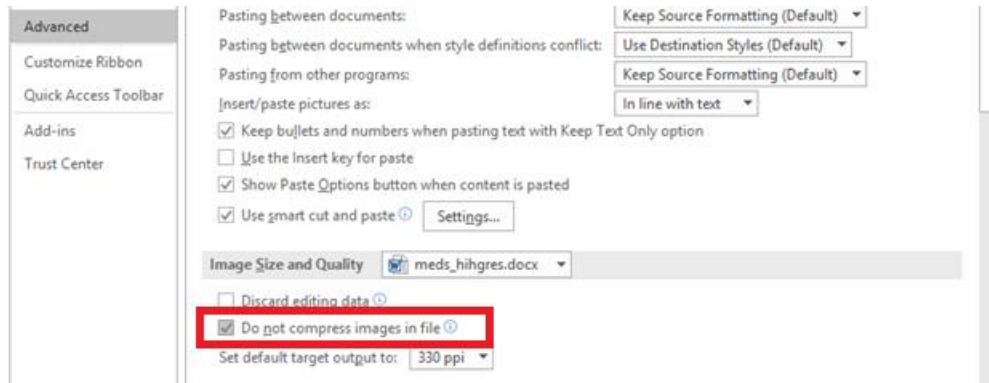 Advanced
Customize Ribbon
Quick Access Toolbar
Add-ins
Trust Center
Pasting between documents: Keep Source Formatting (Default)
Pasting between documents when style definitions conflict: Use Destination Styles (Default)
Pasting from other programs: Keep Source Formatting (Default)
Insert/paste pictures as: In line with text
Keep bullets and numbers when pasting text with Keep Text Only option
Use the Insert key for paste
Show Paste Options button when content is pasted
Use smart cut and paste Settings...
Image Size and Quality meds_hihgres.docx
Discard editing data
Do not compress images in file
Set default target output to: 330 ppi